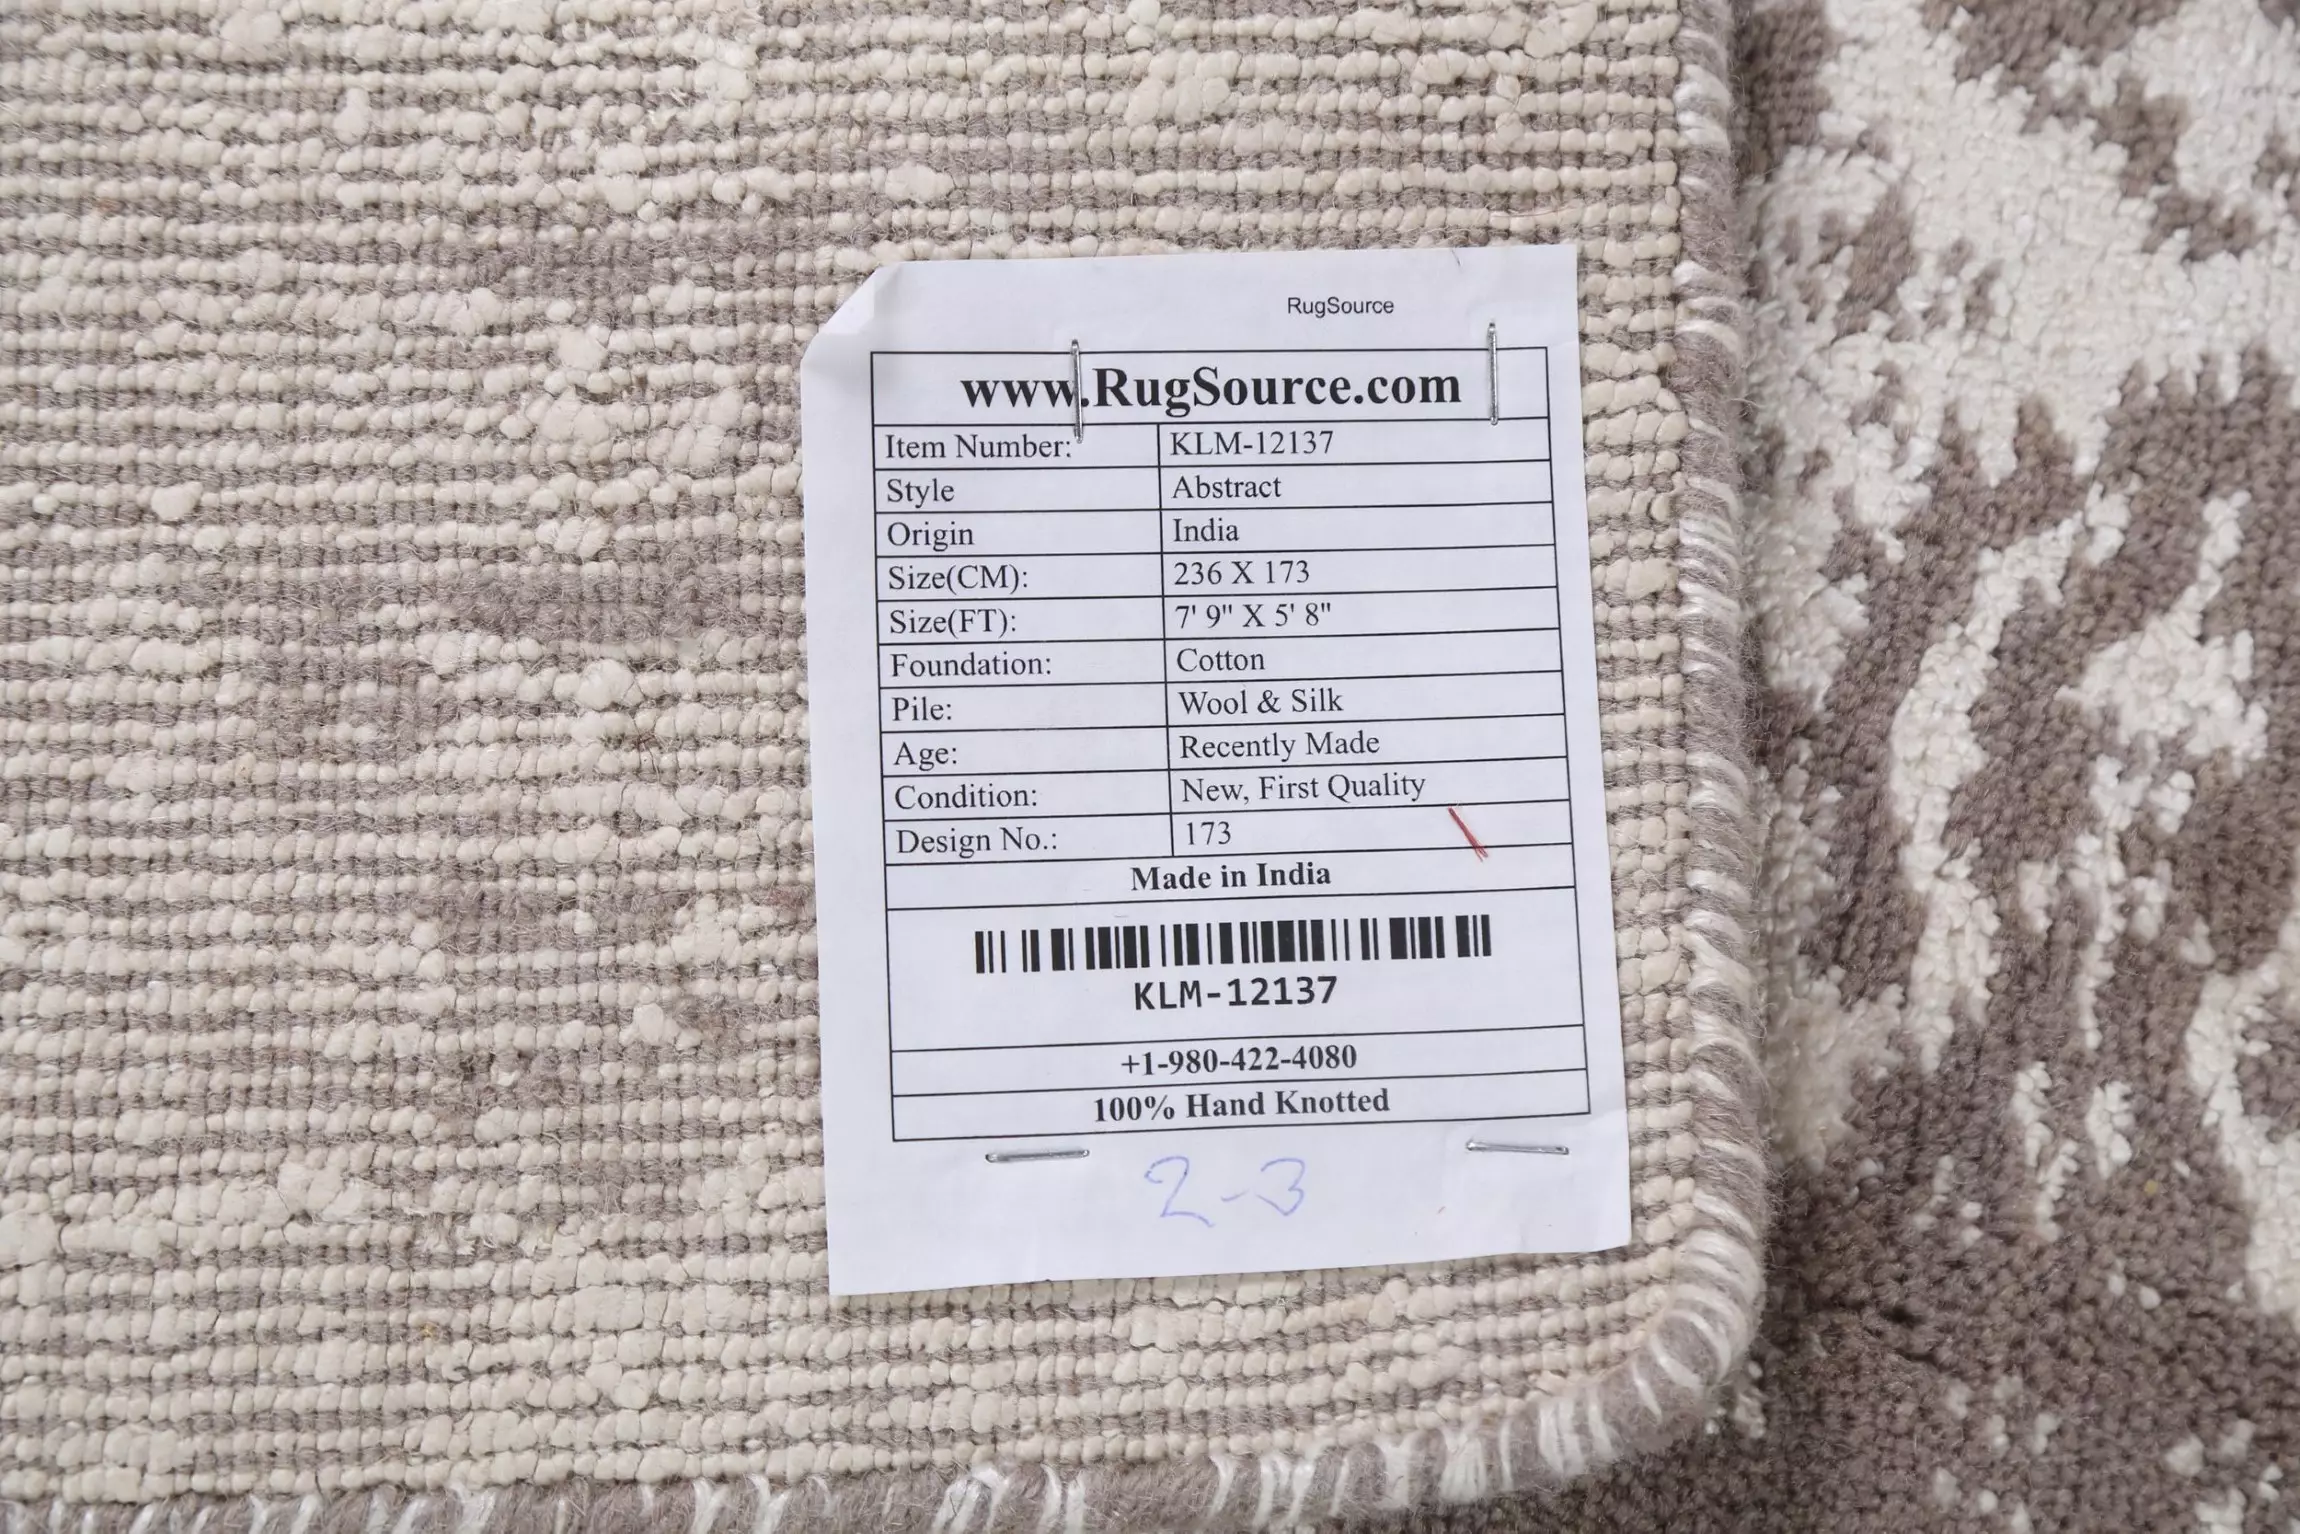 RugSource
www.RugSource.com
Item Number: KLM-12137
Style Abstract
Origin India
Size(CM): 236 X 173
Size(FT): 7' 9" X 5' 8"
Foundation: Cotton
Pile: Wool & Silk
Age: Recently Made
Condition: New, First Quality
Design No.: 173
Made in India
KLM-12137
+1-980-422-4080
100% Hand Knotted
2-3